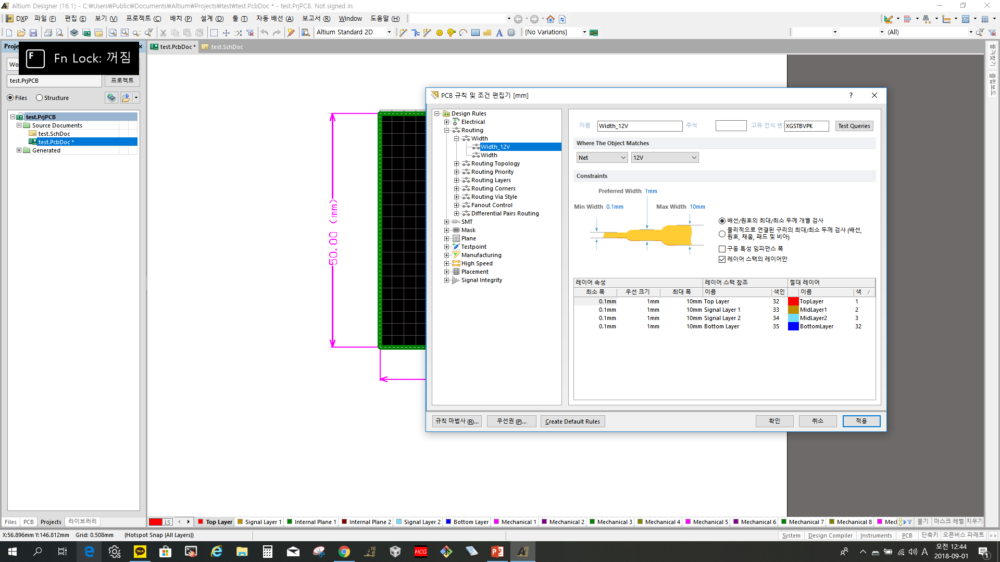 Altium Designer (16.1) - C:₩Users₩Public₩Documents₩Altium₩Projects₩test₩test.PcbDoc * - test.PrjPCB. Not signed in.
DXP 파일 (F) 편집 (E) 보기 (V) 프로젝트 (C) 배치 (P) 설계 (D) 툴 (T) 자동 배선 (A) 보고서 (R) Window 도움말 (H)
Altium Standard 2D [No Variations] (All)
Proje
test.PcbDoc * test.SchDoc
Fn Lock: 꺼짐
Wo
test.PrjPCB 프로젝트
Files Structure
test.PrjPCB
Source Documents
test.SchDoc
test.PcbDoc *
Generated
50.00 (mm)
즐겨찾기
클립보드
PCB 규칙 및 조건 편집기 [mm]
Design Rules
Electrical
Routing
Width
Width_12V
Width
Routing Topology
Routing Priority
Routing Layers
Routing Corners
Routing Via Style
Fanout Control
Differential Pairs Routing
SMT
Mask
Plane
Testpoint
Manufacturing
High Speed
Placement
Signal Integrity
이름 Width_12V 주석 고유 인식 번호 XGSTBVPK Test Queries
Where The Object Matches
Net 12V
Constraints
Preferred Width 1mm
Min Width 0.1mm Max Width 10mm
배선/원호의 최대/최소 두께 개별 검사
물리적으로 연결된 구리의 최대/최소 두께 검사 (배선, 원호, 채움, 패드 및 비아)
구동 특성 임피던스 폭
레이어 스택의 레이어만
레이어 속성 레이어 스택 참조 절대 레이어
최소 폭 우선 크기 최대 폭 이름 색인 이름 색
0.1mm 1mm 10mm Top Layer 32 TopLayer 1
0.1mm 1mm 10mm Signal Layer 1 33 MidLayer1 2
0.1mm 1mm 10mm Signal Layer 2 34 MidLayer2 3
0.1mm 1mm 10mm Bottom Layer 35 BottomLayer 32
규칙 마법사 (R)... 우선권 (P)... Create Default Rules 확인 취소 적용
Files PCB Projects 라이브러리
LS Top Layer Signal Layer 1 Internal Plane 1 Internal Plane 2 Signal Layer 2 Bottom Layer Mechanical 1 Mechanical 2 Mechanical 3 Mechanical 4 Mechanical 5 Mechanical 6 Mechanical 7 Mechanical 8 Mecl 물기 마스크 레벨 지우기
X:56.896mm Y:146.812mm Grid: 0.508mm (Hotspot Snap (All Layers))
System Design Compiler Instruments PCB 단축키 오픈버스 파래트 >>
TALK HCG 16 16 A 오전 12:44
2018-09-01
1